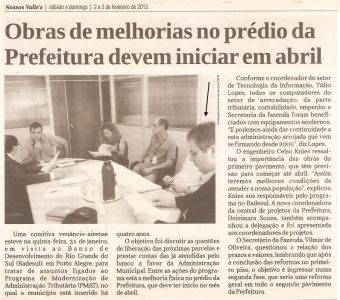 Nossos Valle's | sábado e domingo | 2 e 3 de fevereiro de 2013
Obras de melhorias no prédio da
Prefeitura devem iniciar em abril
Uma comitiva venâncio-airense
esteve na quinta-feira, 31 de janeiro,
em visita ao Banco de
Desenvolvimento do Rio Grande do
Sul (Badesul), em Porto Alegre, para
tratar de assuntos ligados ao
Programa de Modernização de
Administração Tributária (PMAT), no
qual o município está inserido há
quatro anos.
O objetivo foi discutir as questões
de liberação das próximas parcelas e
prestar contas das já atendidas pelo
banco a favor da Administração
Municipal. Entre as ações do programa
está a melhoria física no prédio da
Prefeitura, que deve ter início no mês
de abril.
Conforme o coordenador do setor
de Tecnologia da Informação, Túlio
Lopes, todos os computadores do
setor de arrecadação, da parte
tributária, contabilidade, empenho e
Secretaria da fazenda foram beneficiados
com equipamentos modernos.
"E podemos ainda dar continuidade a
esta administração arrojada que vem
se firmando desde 2009", diz Lopes.
O engenheiro Celso Knies ressaltou
a importância das obras do
primeiro pavimento, que têm previsão
para começar até abril. "Assim
teremos melhores condições de
atender a nossa população", explicou
Knies aos responsáveis pelo programa
no Badesul. A nova coordenadora
da central de projetos da Prefeitura,
Deizimara Souza, também acompanhou
a delegação e foi apresentada
aos coordenadores de projetos.
O Secretário da Fazenda, Vilmar de
Oliveira, questionou a relação dos
prazos e valores, lembrando que após
a conclusão das reformas no primeiro
piso, o objetivo é ingressar numa
segunda fase, que seria uma reforma
geral em todo o segundo pavimento
da Prefeitura.